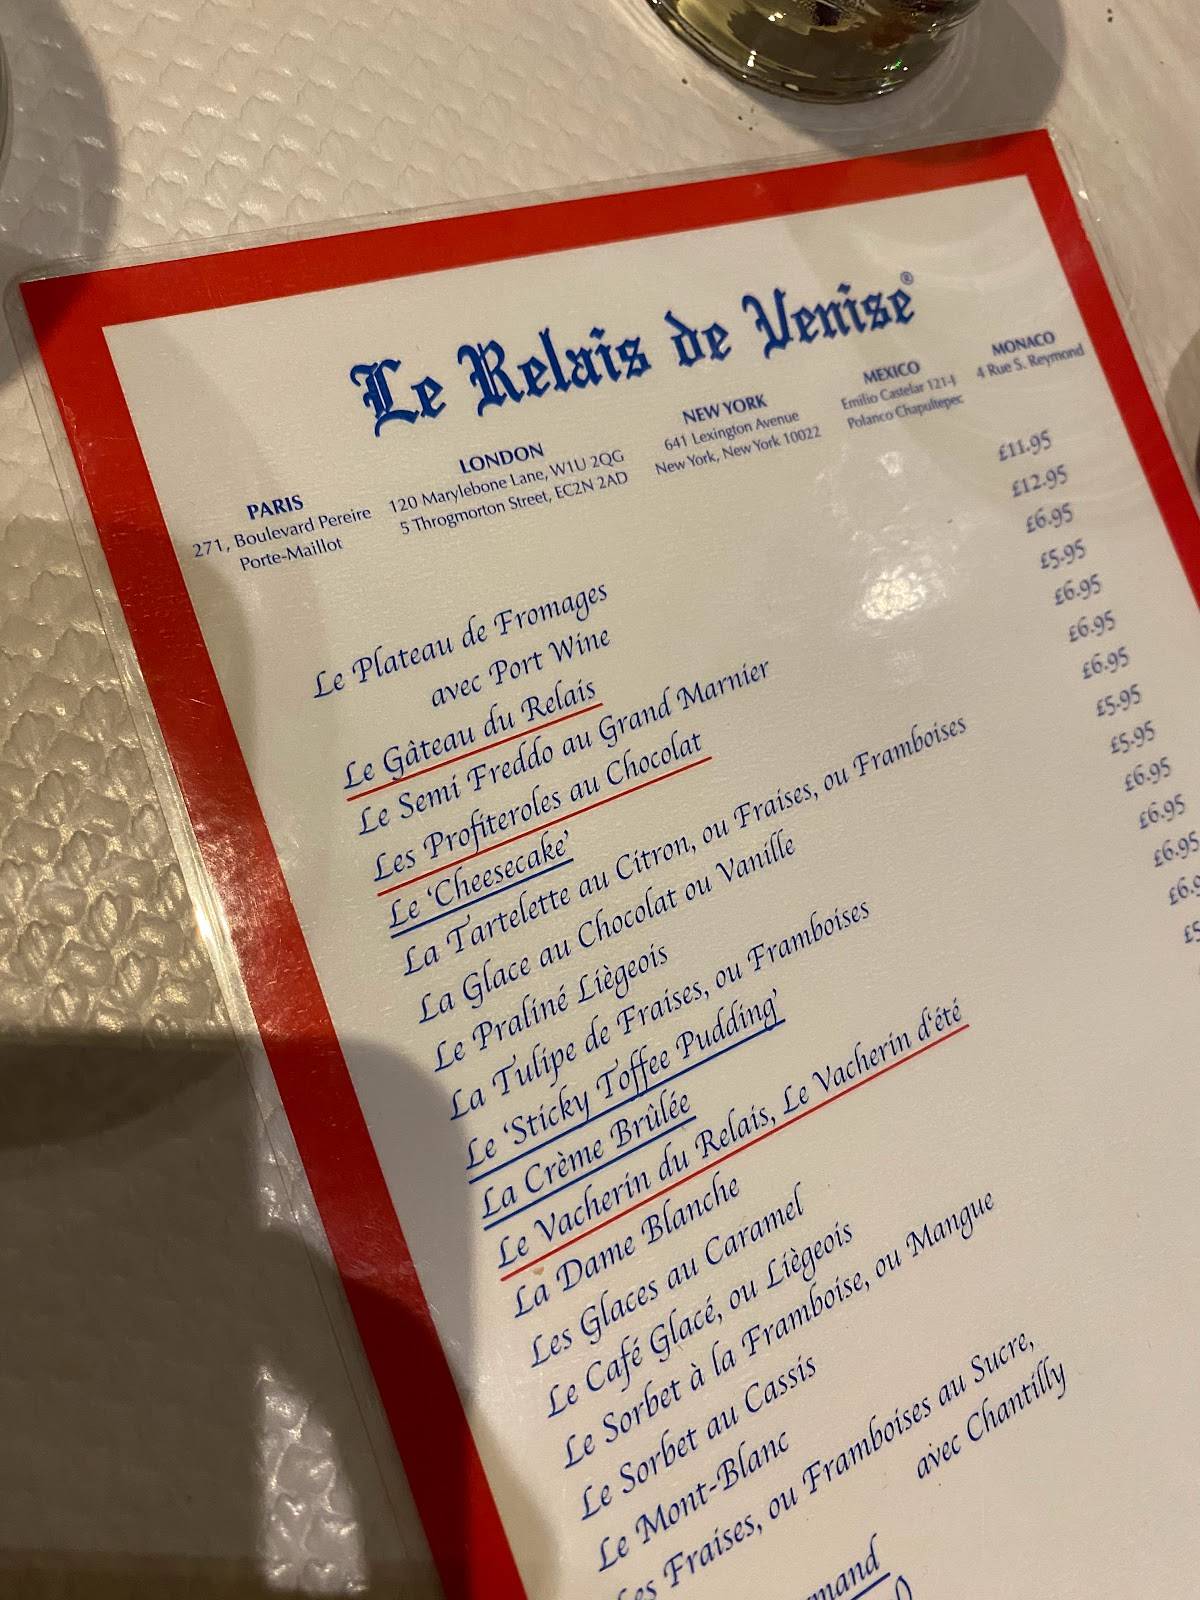 Le Relais de Venise®
PARIS
271, Boulevard Pereire
Porte-Maillot
LONDON
120 Marylebone Lane, W1U 2QG
5 Throgmorton Street, EC2N 2AD
NEW YORK
641 Lexington Avenue
New York, New York 10022
MEXICO
Emilio Castelar 121-J
Polanco Chapultepec
MONACO
4 Rue S. Reymond
Le Plateau de Fromages £11.95
avec Port Wine £12.95
Le Gâteau du Relais £6.95
Le Semi Freddo au Grand Marnier £5.95
Les Profiteroles au Chocolat £6.95
Le ‘Cheesecake’ £6.95
La Tartelette au Citron, ou Fraises, ou Framboises £6.95
La Glace au Chocolat ou Vanille £5.95
Le Praliné Liègeois £5.95
La Tulipe de Fraises, ou Framboises £6.95
Le ‘Sticky Toffee Pudding’ £6.95
La Crème Brûlée £6.95
Le Vacherin du Relais, Le Vacherin d‘été £6.9
La Dame Blanche £5
Les Glaces au Caramel
Le Café Glacé, ou Liègeois
Le Sorbet à la Framboise, ou Mangue
Le Sorbet au Cassis
Le Mont-Blanc
es Fraises, ou Framboises au Sucre,
avec Chantilly
mand